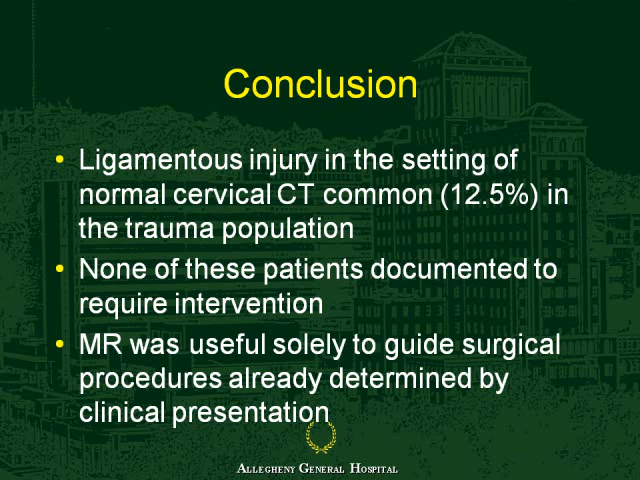 Conclusion
• Ligamentous injury in the setting of
normal cervical CT common (12.5%) in
the trauma population
• None of these patients documented to
require intervention
• MR was useful solely to guide surgical
procedures already determined by
clinical presentation
ALLEGHENY GENERAL HOSPITAL